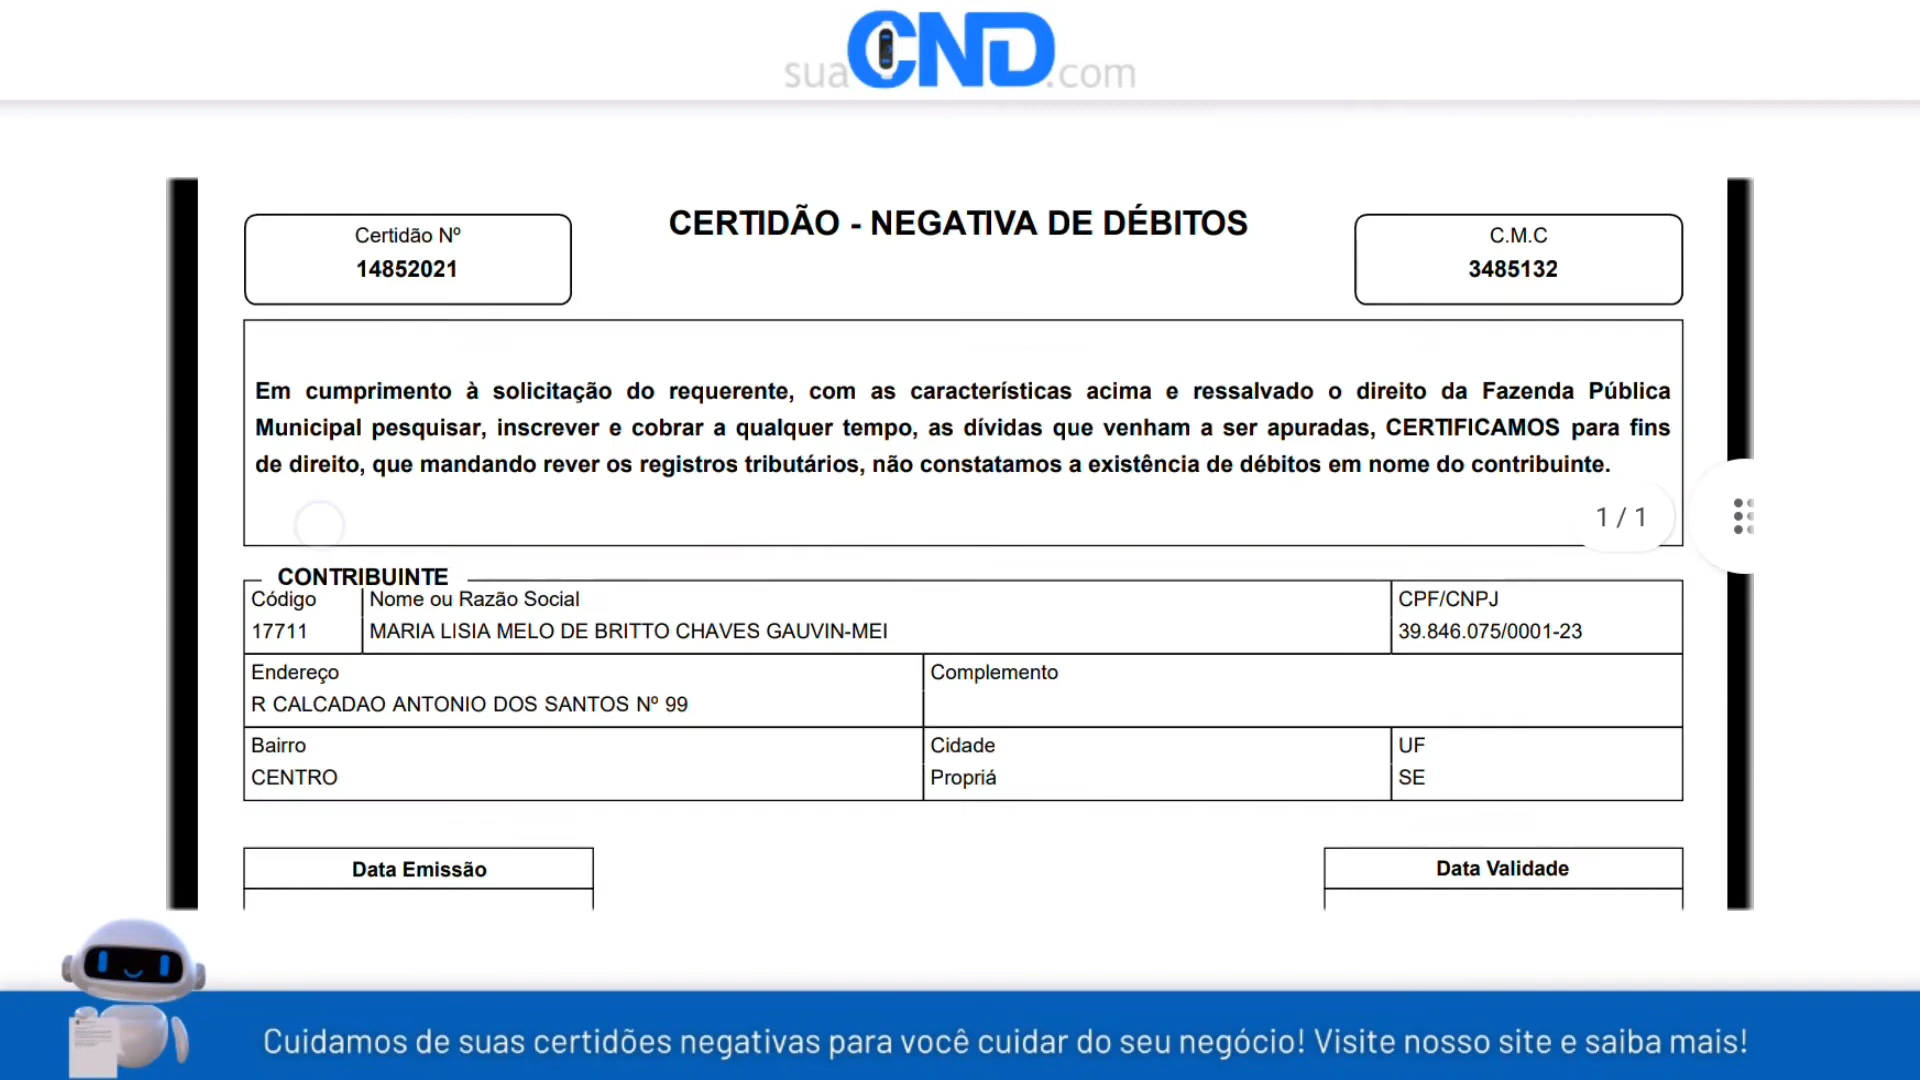 suaCND.com
Certidão Nº
14852021
CERTIDÃO - NEGATIVA DE DÉBITOS
C.M.C
3485132
Em cumprimento à solicitação do requerente, com as características acima e ressalvado o direito da Fazenda Pública
Municipal pesquisar, inscrever e cobrar a qualquer tempo, as dívidas que venham a ser apuradas, CERTIFICAMOS para fins
de direito, que mandando rever os registros tributários, não constatamos a existência de débitos em nome do contribuinte.
1 / 1
CONTRIBUINTE
Código
Nome ou Razão Social
CPF/CNPJ
17711
MARIA LISIA MELO DE BRITTO CHAVES GAUVIN-MEI
39.846.075/0001-23
Endereço
Complemento
R CALCADAO ANTONIO DOS SANTOS Nº 99
Bairro
Cidade
UF
CENTRO
Propriá
SE
Data Emissão
Data Validade
Cuidamos de suas certidões negativas para você cuidar do seu negócio! Visite nosso site e saiba mais!